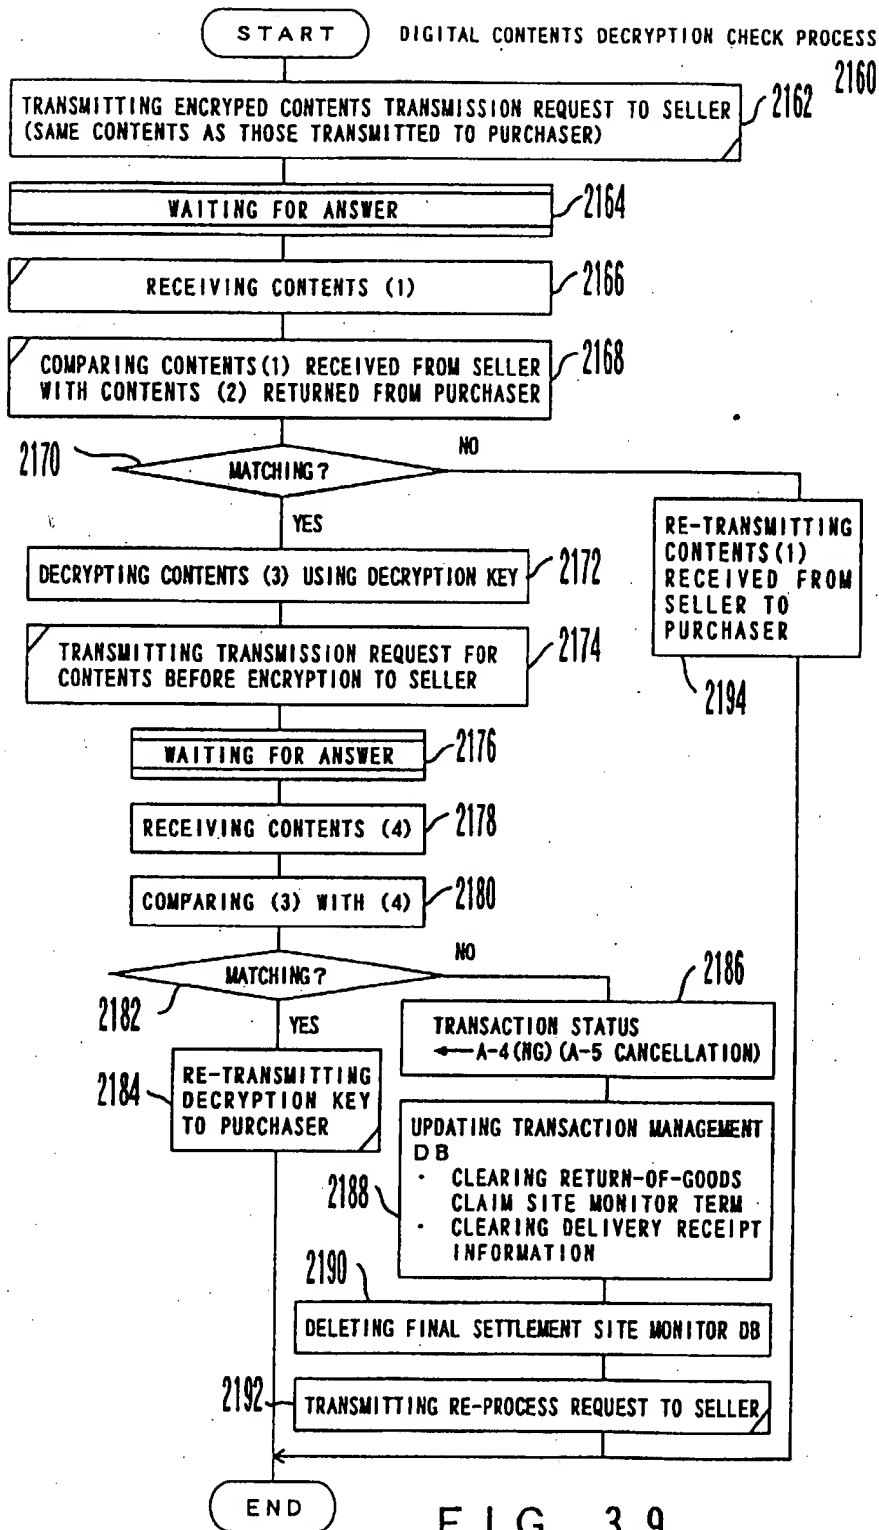 START
DIGITAL CONTENTS DECRYPTION CHECK PROCESS
2160
TRANSMITTING ENCRYPED CONTENTS TRANSMISSION REQUEST TO SELLER
(SAME CONTENTS AS THOSE TRANSMITTED TO PURCHASER)
2162
WAITING FOR ANSWER
2164
RECEIVING CONTENTS (1)
2166
COMPARING CONTENTS(1) RECEIVED FROM SELLER
WITH CONTENTS (2) RETURNED FROM PURCHASER
2168
2170
MATCHING?
NO
YES
DECRYPTING CONTENTS (3) USING DECRYPTION KEY
2172
RE-TRANSMITTING
CONTENTS(1)
RECEIVED FROM
SELLER TO
PURCHASER
2194
TRANSMITTING TRANSMISSION REQUEST FOR
CONTENTS BEFORE ENCRYPTION TO SELLER
2174
WAITING FOR ANSWER
2176
RECEIVING CONTENTS (4)
2178
COMPARING (3) WITH (4)
2180
MATCHING?
NO
2182
YES
2186
TRANSACTION STATUS
←A-4(NG)(A-5 CANCELLATION)
2184
RE-TRANSMITTING
DECRYPTION KEY
TO PURCHASER
UPDATING TRANSACTION MANAGEMENT
DB
· CLEARING RETURN-OF-GOODS
CLAIM SITE MONITOR TERM
· CLEARING DELIVERY RECEIPT
INFORMATION
2188
2190
DELETING FINAL SETTLEMENT SITE MONITOR DB
2192
TRANSMITTING RE-PROCESS REQUEST TO SELLER
END
FIG. 39